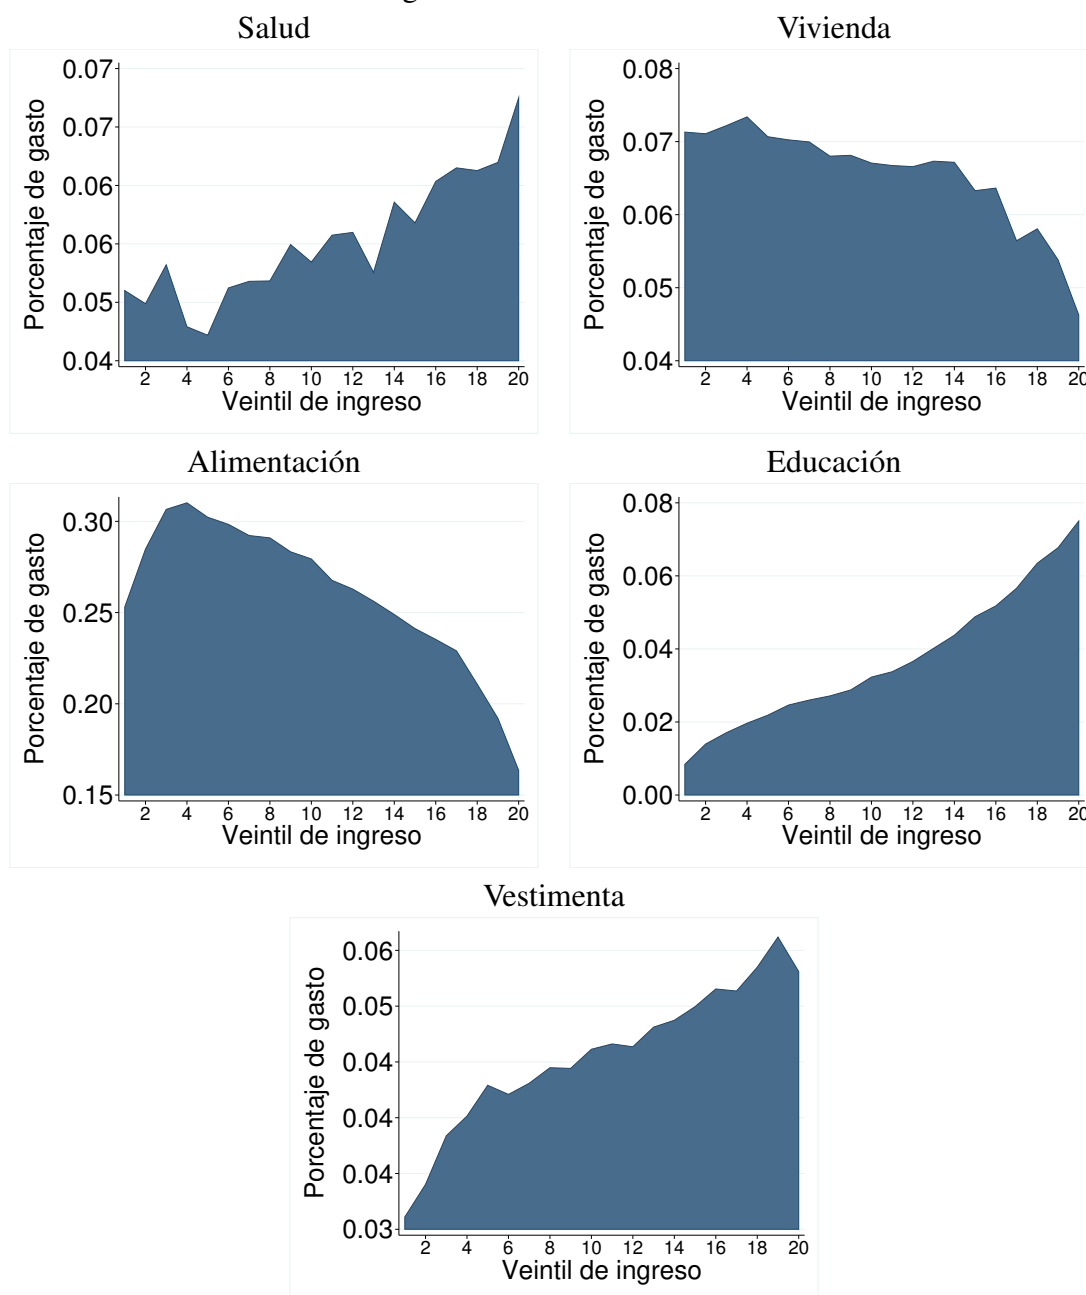 Salud
Porcentaje de gasto
0.07
0.07
0.06
0.06
0.05
0.04
2 4 6 8 10 12 14 16 18 20
Veintil de ingreso
Vivienda
Porcentaje de gasto
0.08
0.07
0.06
0.05
0.04
2 4 6 8 10 12 14 16 18 20
Veintil de ingreso
Alimentación
Porcentaje de gasto
0.30
0.25
0.20
0.15
2 4 6 8 10 12 14 16 18 20
Veintil de ingreso
Educación
Porcentaje de gasto
0.08
0.06
0.04
0.02
0.00
2 4 6 8 10 12 14 16 18 20
Veintil de ingreso
Vestimenta
Porcentaje de gasto
0.06
0.05
0.04
0.04
0.04
0.03
2 4 6 8 10 12 14 16 18 20
Veintil de ingreso